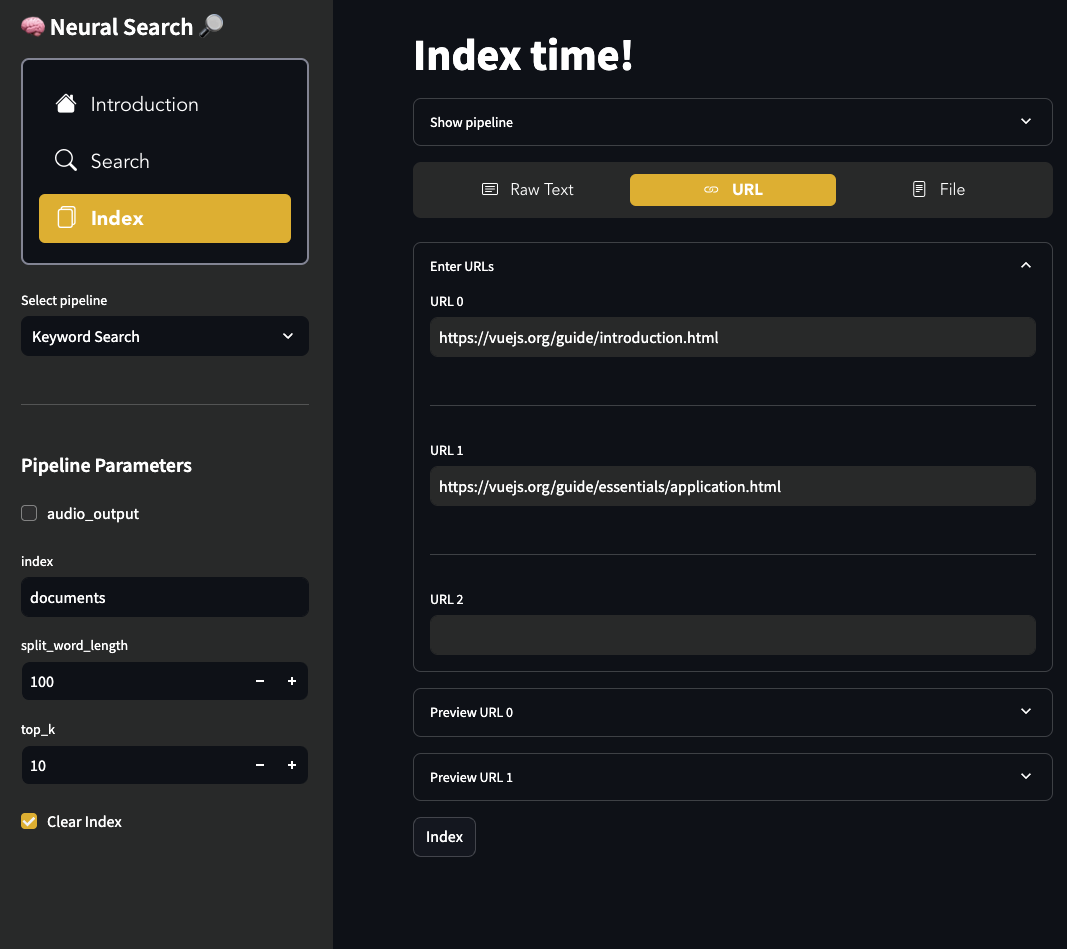 🧠 Neural Search 🔎
Introduction
Search
Index
Select pipeline
Keyword Search
Pipeline Parameters
audio_output
index
documents
split_word_length
100
top_k
10
Clear Index
Index time!
Show pipeline
Raw Text
URL
File
Enter URLs
URL 0
https://vuejs.org/guide/introduction.html
URL 1
https://vuejs.org/guide/essentials/application.html
URL 2
Preview URL 0
Preview URL 1
Index